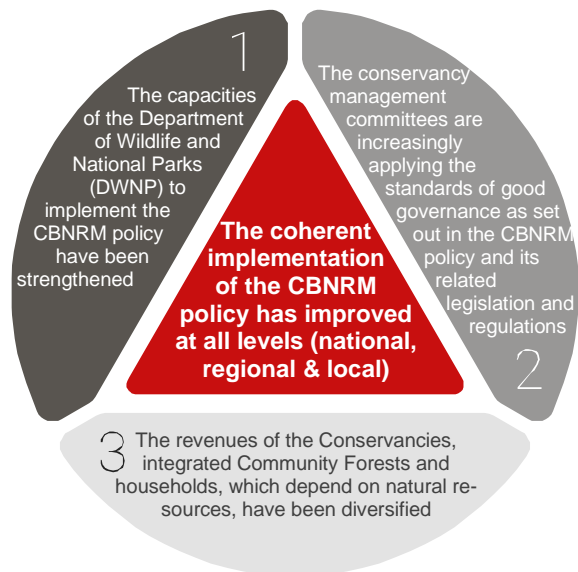 1
The capacities
of the Department
of Wildlife and
National Parks
(DWNP) to
implement the
CBNRM policy
have been
strengthened
The conservancy
management
committees are
increasingly
applying the
standards of good
governance as set
out in the CBNRM
policy and its
related
legislation and
regulations
2
The coherent
implementation
of the CBNRM
policy has improved
at all levels (national,
regional & local)
3 The revenues of the Conservancies,
integrated Community Forests and
households, which depend on natural re-
sources, have been diversified